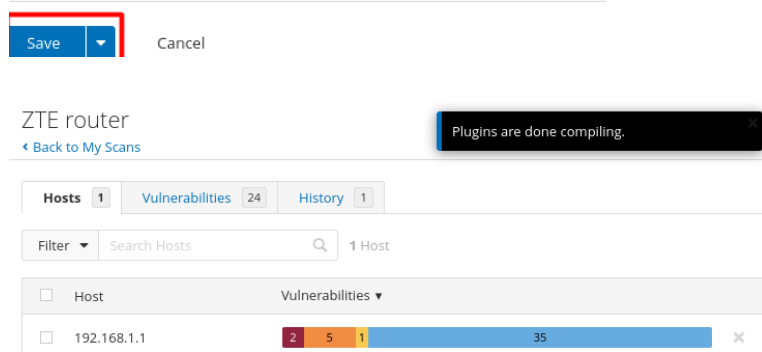 Save
Cancel
ZTE router
Back to My Scans
Plugins are done compiling.
Hosts 1 Vulnerabilities 24 History 1
Filter Search Hosts 1 Host
Host Vulnerabilities
192.168.1.1 2 5 1 35